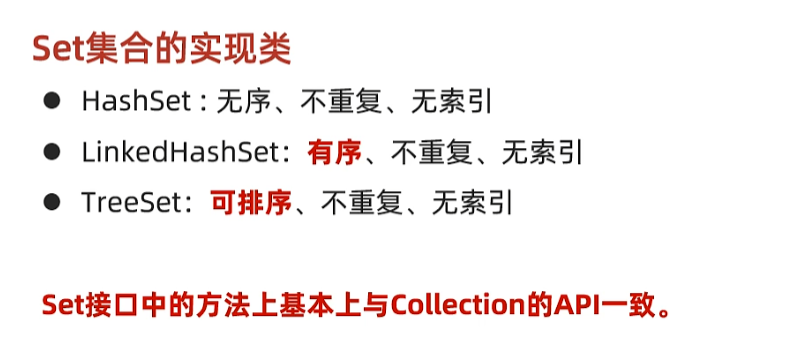 Set集合的实现类
● HashSet : 无序、不重复、无索引
● LinkedHashSet：有序、不重复、无索引
● TreeSet：可排序、不重复、无索引
Set接口中的方法上基本上与Collection的API一致。